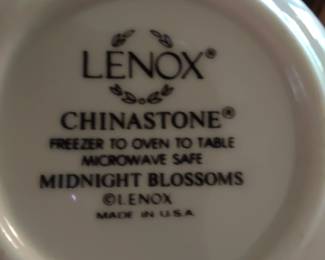 LENOX®
CHINASTONE®
FREEZER TO OVEN TO TABLE
MICROWAVE SAFE
MIDNIGHT BLOSSOMS
©LENOX
MADE IN U.S.A.